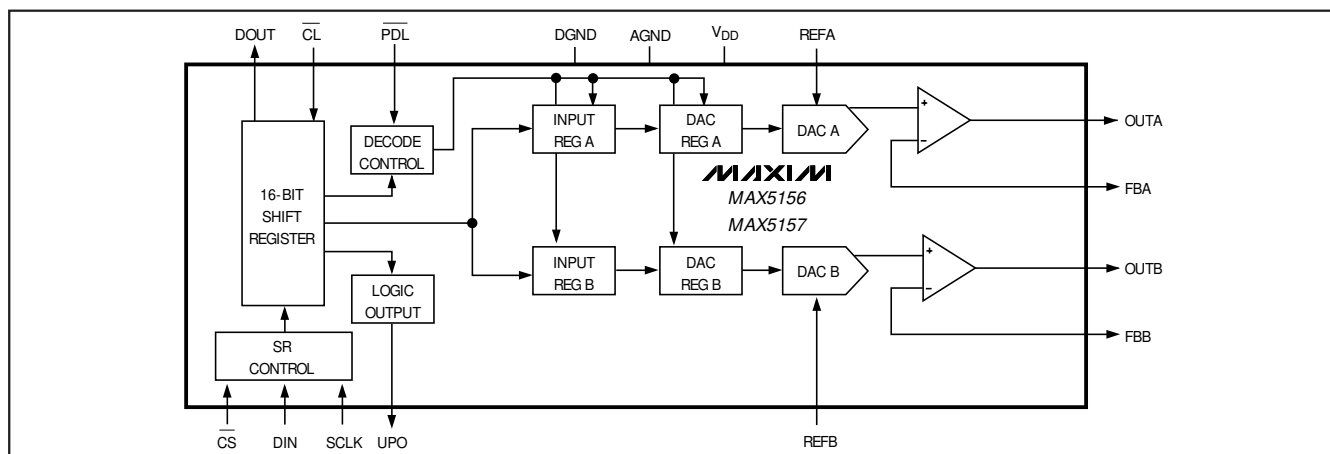 DOUT
CL
PDL
DGND
AGND
VDD
REFA
16-BIT
SHIFT
REGISTER
DECODE
CONTROL
INPUT
REG A
DAC
REG A
DAC A
+
−
OUTA
FBA
MAXIM
MAX5156
MAX5157
LOGIC
OUTPUT
INPUT
REG B
DAC
REG B
DAC B
+
−
OUTB
FBB
SR
CONTROL
CS
DIN
SCLK
UPO
REFB